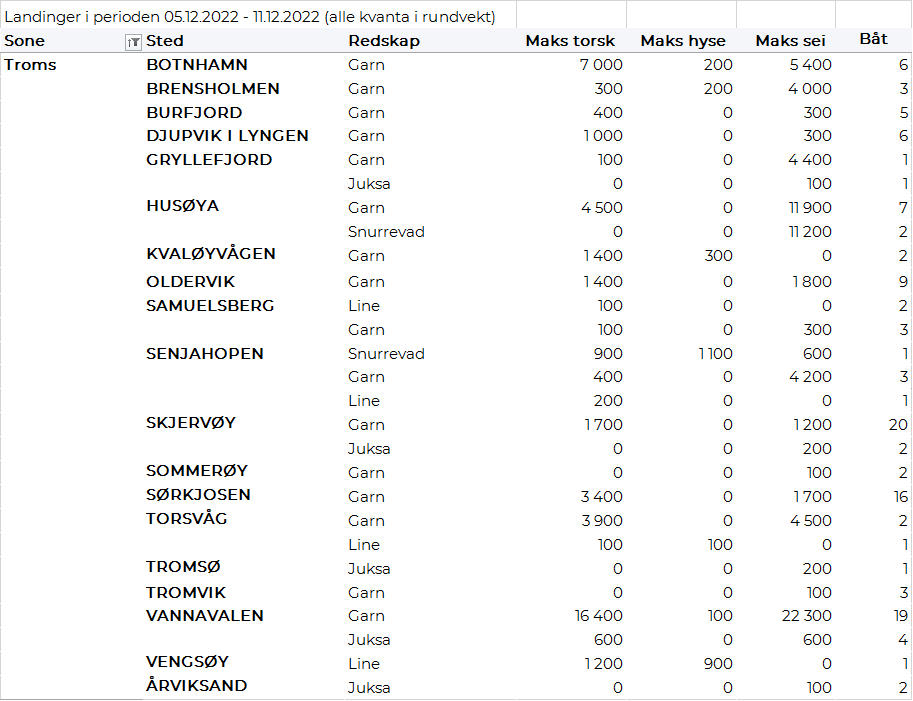 Landinger i perioden 05.12.2022 - 11.12.2022 (alle kvanta i rundvekt)
Sone Sted Redskap Maks torsk Maks hyse Maks sei Båt
Troms BOTNHAMN Garn 7 000 200 5 400 6
BRENSHOLMEN Garn 300 200 4 000 3
BURFJORD Garn 400 0 300 5
DJUPVIK I LYNGEN Garn 1 000 0 300 6
GRYLLEFJORD Garn 100 0 4 400 1
Juksa 0 0 100 1
HUSØYA Garn 4 500 0 11 900 7
Snurrevad 0 0 11 200 2
KVALØYVÅGEN Garn 1 400 300 0 2
OLDERVIK Garn 1 400 0 1 800 9
SAMUELSBERG Line 100 0 0 2
Garn 100 0 300 3
SENJAHOPEN Snurrevad 900 1 100 600 1
Garn 400 0 4 200 3
Line 200 0 0 1
SKJERVØY Garn 1 700 0 1 200 20
Juksa 0 0 200 2
SOMMERØY Garn 0 0 100 2
SØRKJOSEN Garn 3 400 0 1 700 16
TORSVÅG Garn 3 900 0 4 500 2
Line 100 100 0 1
TROMSØ Juksa 0 0 200 1
TROMVIK Garn 0 0 100 3
VANNAVALEN Garn 16 400 100 22 300 19
Juksa 600 0 600 4
VENGSØY Line 1 200 900 0 1
ÅRVIKSAND Juksa 0 0 100 2